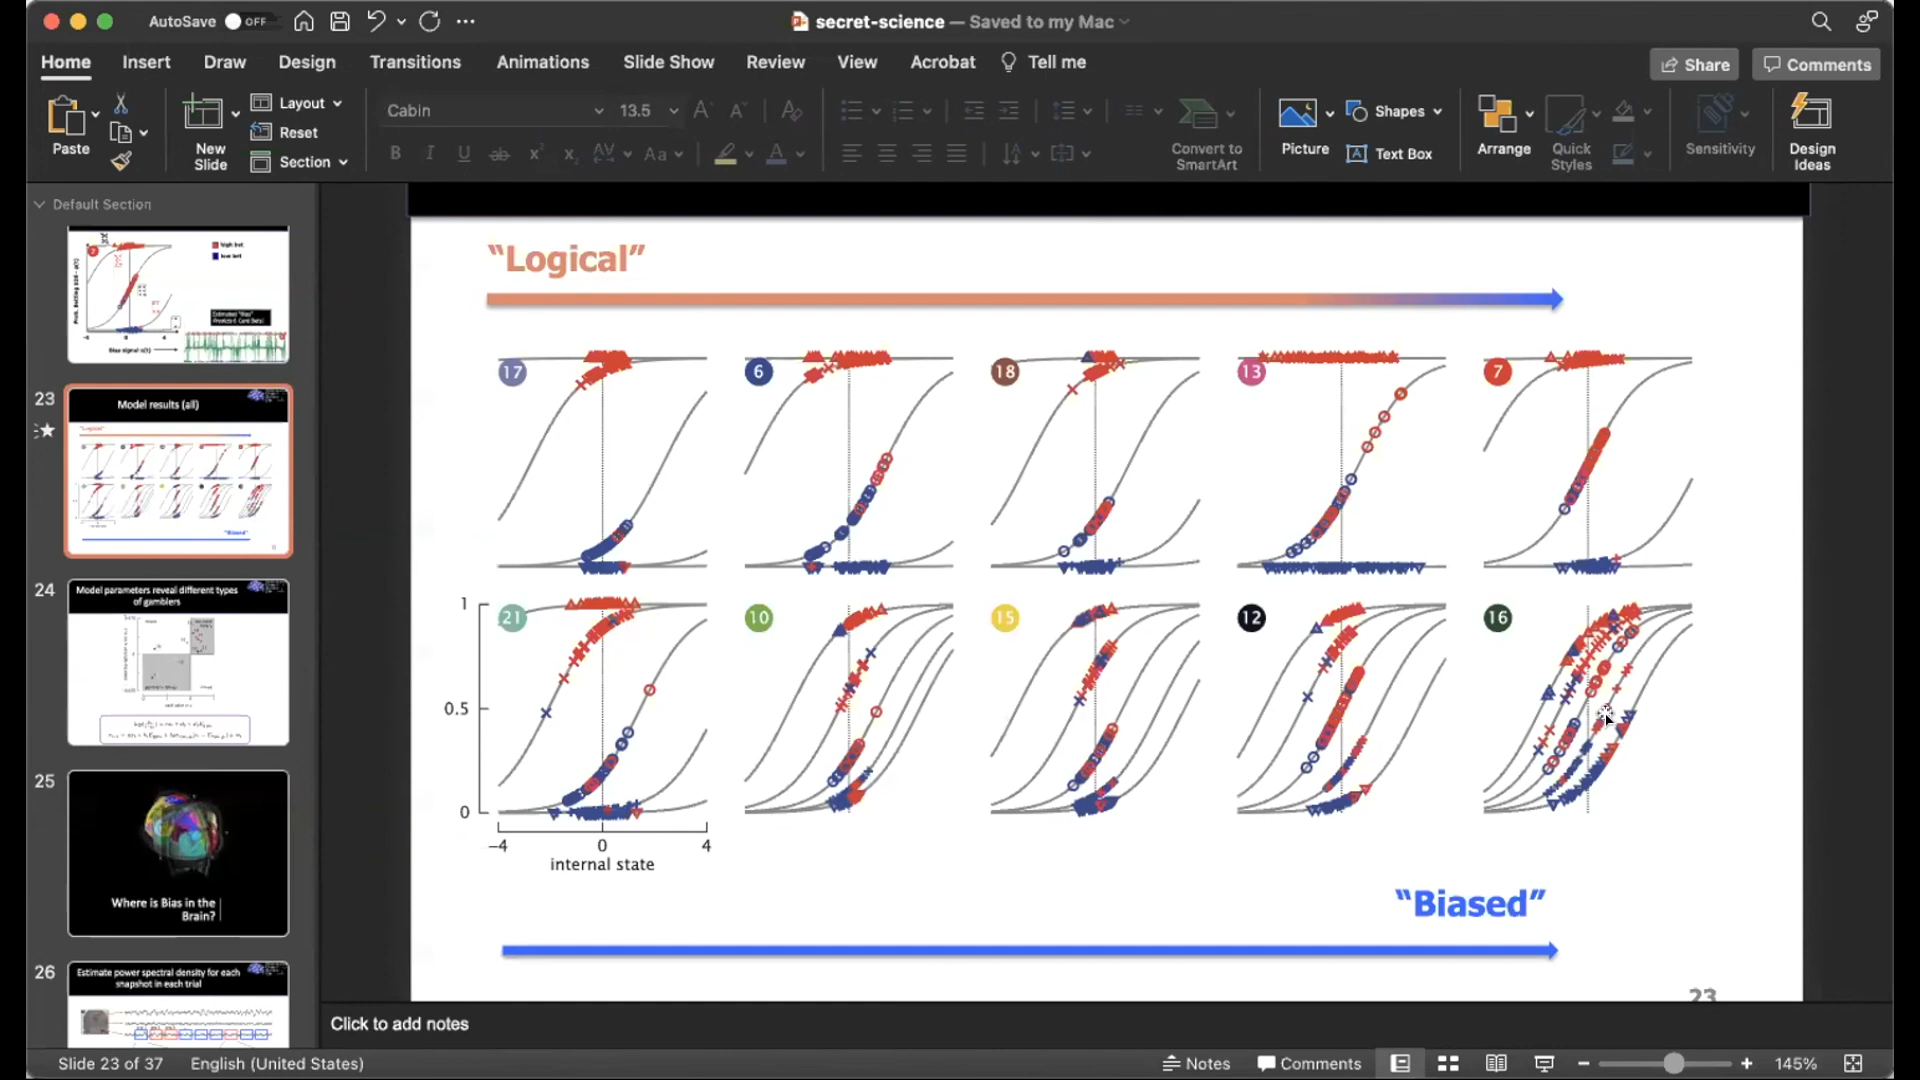 AutoSave OFF
secret-science — Saved to my Mac
Home Insert Draw Design Transitions Animations Slide Show Review View Acrobat Tell me
Share Comments
Paste
New Slide
Layout
Reset
Section
Cabin 13.5
Convert to SmartArt
Picture
Shapes
Text Box
Arrange
Quick Styles
Sensitivity
Design Ideas
Default Section
high bet
low bet
23
Model results (all)
24
Model parameters reveal different types
of gamblers
25
Where is Bias in the
Brain?
26
Estimate power spectral density for each
snapshot in each trial
“Logical”
17 6 18 13 7
21 10 15 12 16
1
0.5
0
−4 0 4
internal state
“Biased”
23
Click to add notes
Slide 23 of 37 English (United States) Notes Comments 145%